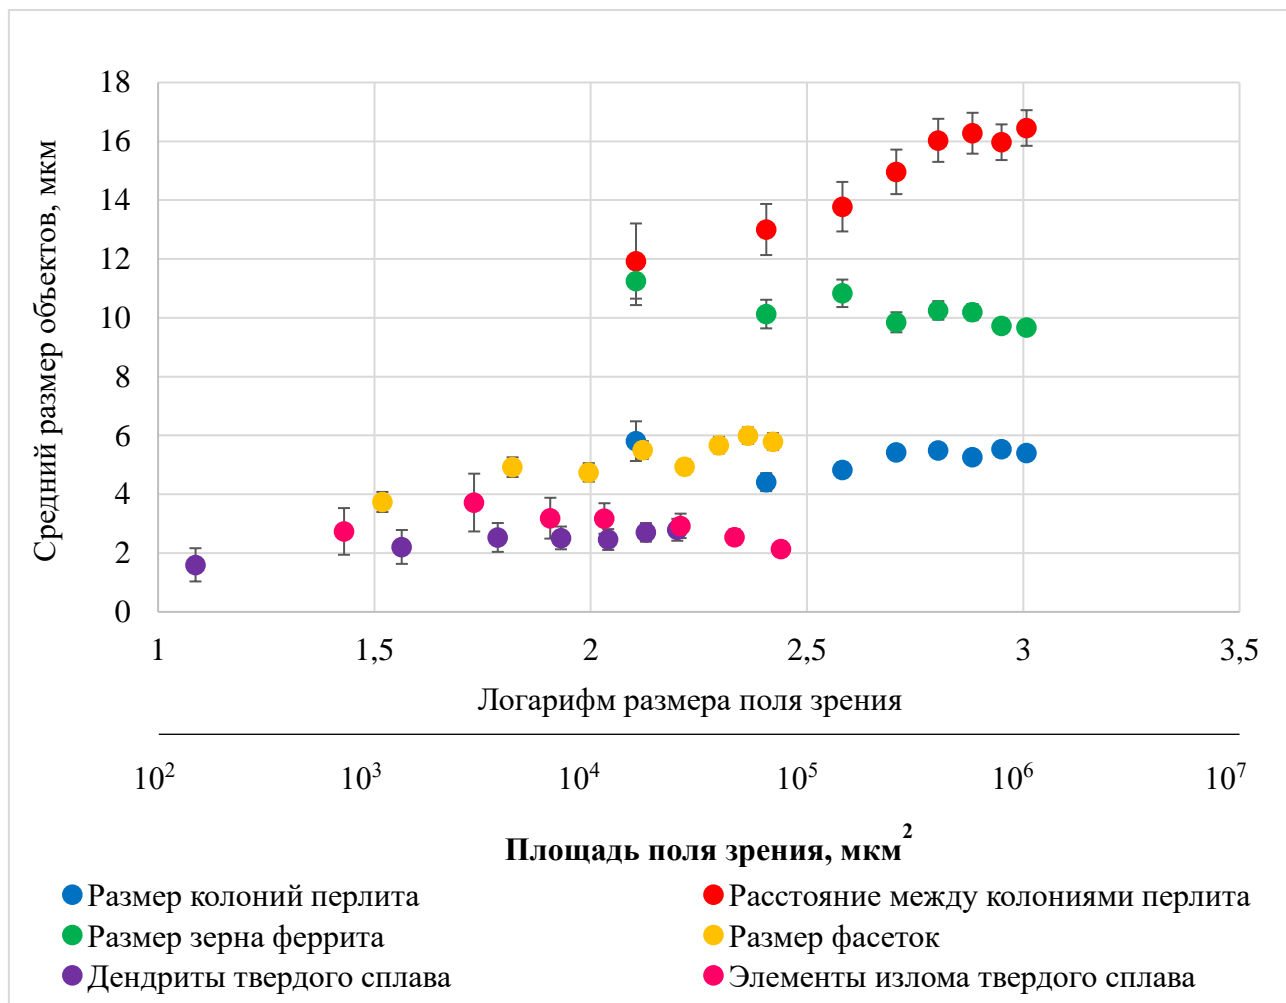 18
16
14
12
10
8
6
4
2
0
Средний размер объектов, мкм
1 1,5 2 2,5 3 3,5
Логарифм размера поля зрения
10² 10³ 10⁴ 10⁵ 10⁶ 10⁷
Площадь поля зрения, мкм²
Размер колоний перлита Расстояние между колониями перлита
Размер зерна феррита Размер фасеток
Дендриты твердого сплава Элементы излома твердого сплава